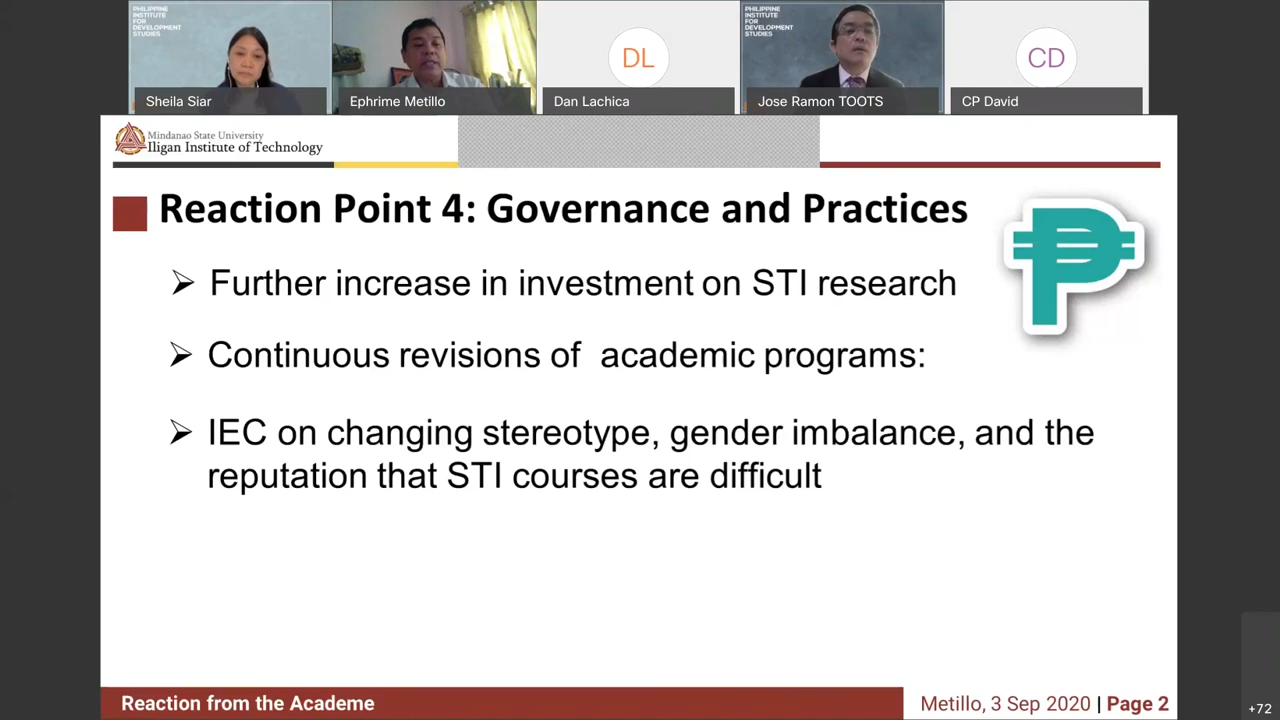 PHILIPPINE
INSTITUTE
FOR
DEVELOPMENT
STUDIES
PHILIPPINE
INSTITUTE
FOR
DEVELOPMENT
STUDIES
DL
CD
Sheila Siar
Ephrime Metillo
Dan Lachica
Jose Ramon TOOTS
CP David
Mindanao State University
Iligan Institute of Technology
Reaction Point 4: Governance and Practices
P
➢ Further increase in investment on STI research
➢ Continuous revisions of academic programs:
➢ IEC on changing stereotype, gender imbalance, and the
reputation that STI courses are difficult
Reaction from the Academe
Metillo, 3 Sep 2020 | Page 2
+72